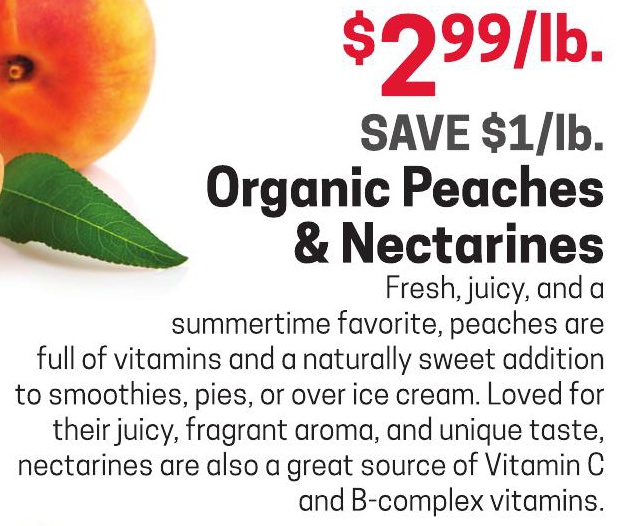 $2.99/lb.
SAVE $1/lb.
Organic Peaches
& Nectarines
Fresh, juicy, and a
summertime favorite, peaches are
full of vitamins and a naturally sweet addition
to smoothies, pies, or over ice cream. Loved for
their juicy, fragrant aroma, and unique taste,
nectarines are also a great source of Vitamin C
and B-complex vitamins.